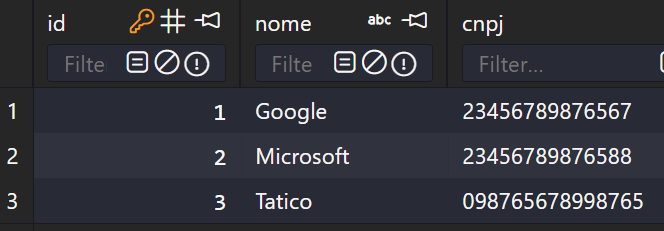 id nome abc cnpj
Filte Filte Filter...
1 1 Google 23456789876567
2 2 Microsoft 23456789876588
3 3 Tatico 098765678998765